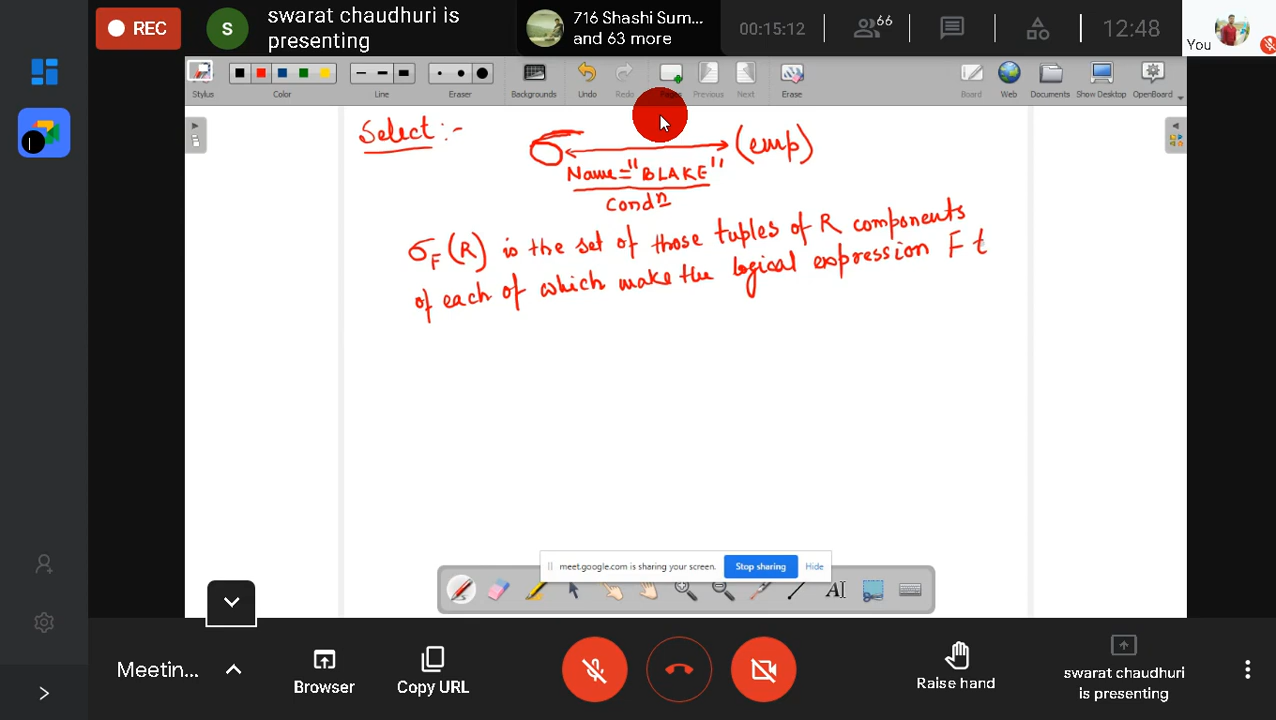 REC
S
swarat chaudhuri is
presenting
716 Shashi Sum...
and 63 more
00:15:12
66
12:48
You
Stylus
Color
Line
Eraser
Backgrounds
Undo
Redo
Pages
Previous
Next
Erase
Board
Web
Documents
Show Desktop
OpenBoard
Select :-
σ Name="BLAKE" (emp)
Condn
σF(R) is the set of those tuples of R components
of each of which make the logical expression F t
meet.google.com is sharing your screen.
Stop sharing
Hide
AI
Meetin...
Browser
Copy URL
Raise hand
swarat chaudhuri
is presenting